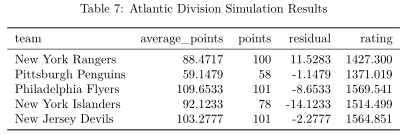 Table 7: Atlantic Division Simulation Results
team average_points points residual rating
New York Rangers 88.4717 100 11.5283 1427.300
Pittsburgh Penguins 59.1479 58 -1.1479 1371.019
Philadelphia Flyers 109.6533 101 -8.6533 1569.541
New York Islanders 92.1233 78 -14.1233 1514.499
New Jersey Devils 103.2777 101 -2.2777 1564.851